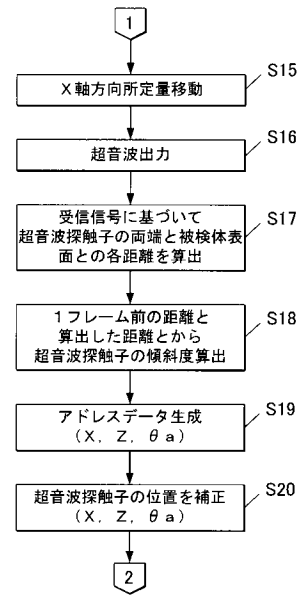 1
X軸方向所定量移動
S15
超音波出力
S16
受信信号に基づいて
超音波探触子の両端と被検体表
面との各距離を算出
S17
1フレーム前の距離と
算出した距離とから
超音波探触子の傾斜度算出
S18
アドレスデータ生成
(X, Z, θa)
S19
超音波探触子の位置を補正
(X, Z, θa)
S20
2